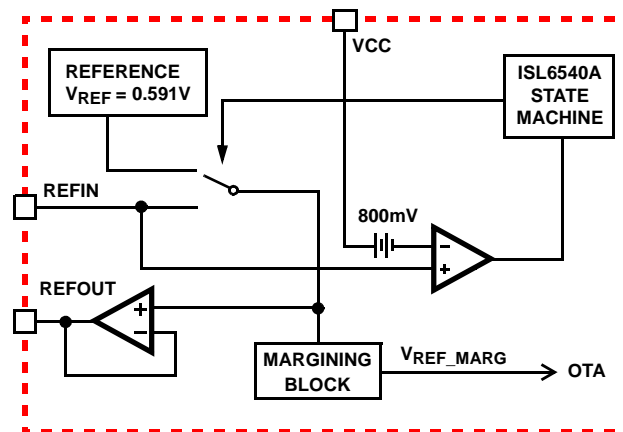 VCC
REFERENCE
VREF = 0.591V
ISL6540A
STATE
MACHINE
REFIN
800mV
−
+
REFOUT
+
−
MARGINING
BLOCK
VREF_MARG
OTA